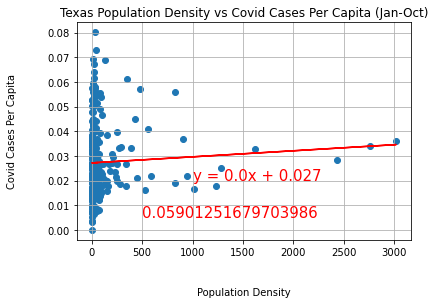 Texas Population Density vs Covid Cases Per Capita (Jan-Oct)
0.08
0.07
0.06
0.05
0.04
0.03
0.02
0.01
0.00
Covid Cases Per Capita
y = 0.0x + 0.027
0.05901251679703986
0 500 1000 1500 2000 2500 3000
Population Density